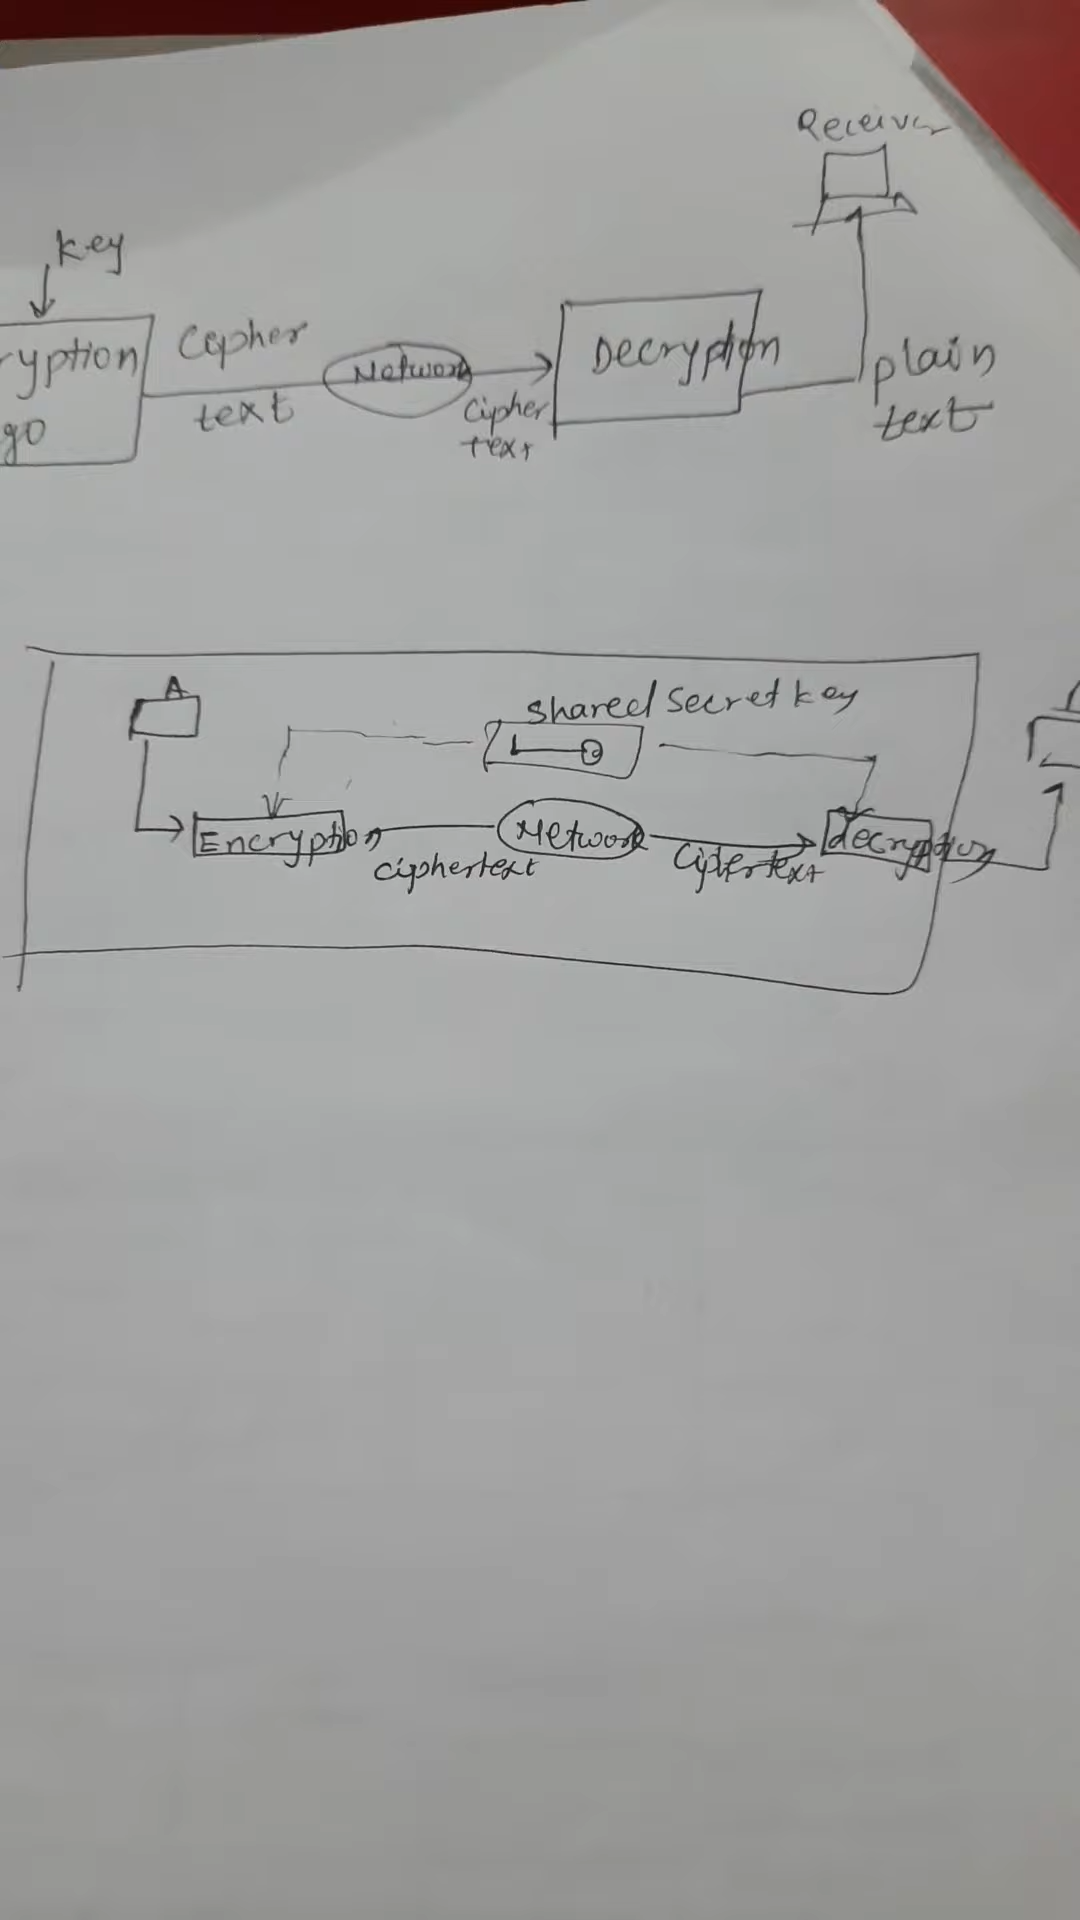 Receiver
key
ryption
go
Cipher
text
Network
cipher
text
Decryption
plain
text
A
shared secret key
Encryption
ciphertext
Network
Ciphertext
decryption